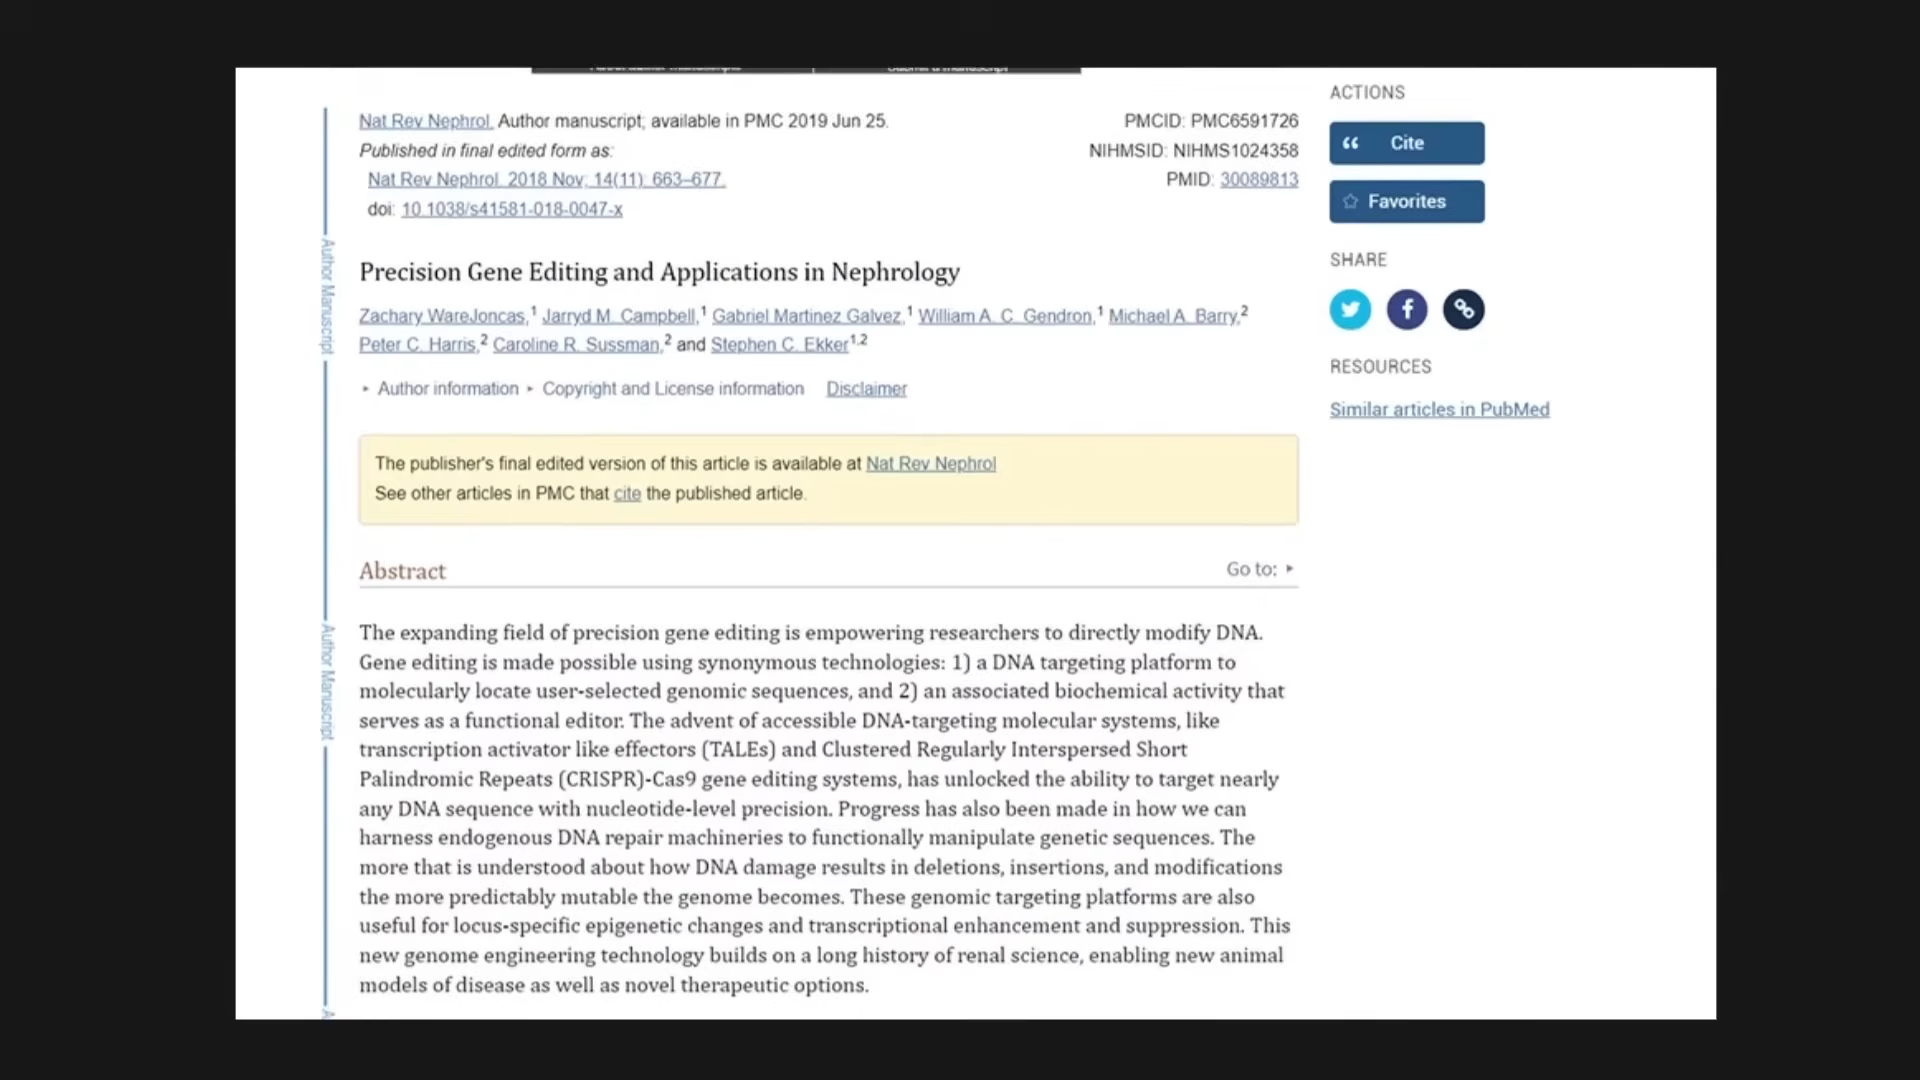 Nat Rev Nephrol. Author manuscript; available in PMC 2019 Jun 25.
Published in final edited form as:
Nat Rev Nephrol. 2018 Nov; 14(11): 663–677.
doi: 10.1038/s41581-018-0047-x
PMCID: PMC6591726
NIHMSID: NIHMS1024358
PMID: 30089813
Precision Gene Editing and Applications in Nephrology
Zachary WareJoncas,1 Jarryd M. Campbell,1 Gabriel Martinez Galvez,1 William A. C. Gendron,1 Michael A. Barry,2
Peter C. Harris,2 Caroline R. Sussman,2 and Stephen C. Ekker1,2
Author information Copyright and License information Disclaimer
The publisher's final edited version of this article is available at Nat Rev Nephrol
See other articles in PMC that cite the published article.
Abstract
Go to:
The expanding field of precision gene editing is empowering researchers to directly modify DNA.
Gene editing is made possible using synonymous technologies: 1) a DNA targeting platform to
molecularly locate user-selected genomic sequences, and 2) an associated biochemical activity that
serves as a functional editor. The advent of accessible DNA-targeting molecular systems, like
transcription activator like effectors (TALEs) and Clustered Regularly Interspersed Short
Palindromic Repeats (CRISPR)-Cas9 gene editing systems, has unlocked the ability to target nearly
any DNA sequence with nucleotide-level precision. Progress has also been made in how we can
harness endogenous DNA repair machineries to functionally manipulate genetic sequences. The
more that is understood about how DNA damage results in deletions, insertions, and modifications
the more predictably mutable the genome becomes. These genomic targeting platforms are also
useful for locus-specific epigenetic changes and transcriptional enhancement and suppression. This
new genome engineering technology builds on a long history of renal science, enabling new animal
models of disease as well as novel therapeutic options.
Author Manuscript
Author Manuscript
A
ACTIONS
Cite
Favorites
SHARE
RESOURCES
Similar articles in PubMed